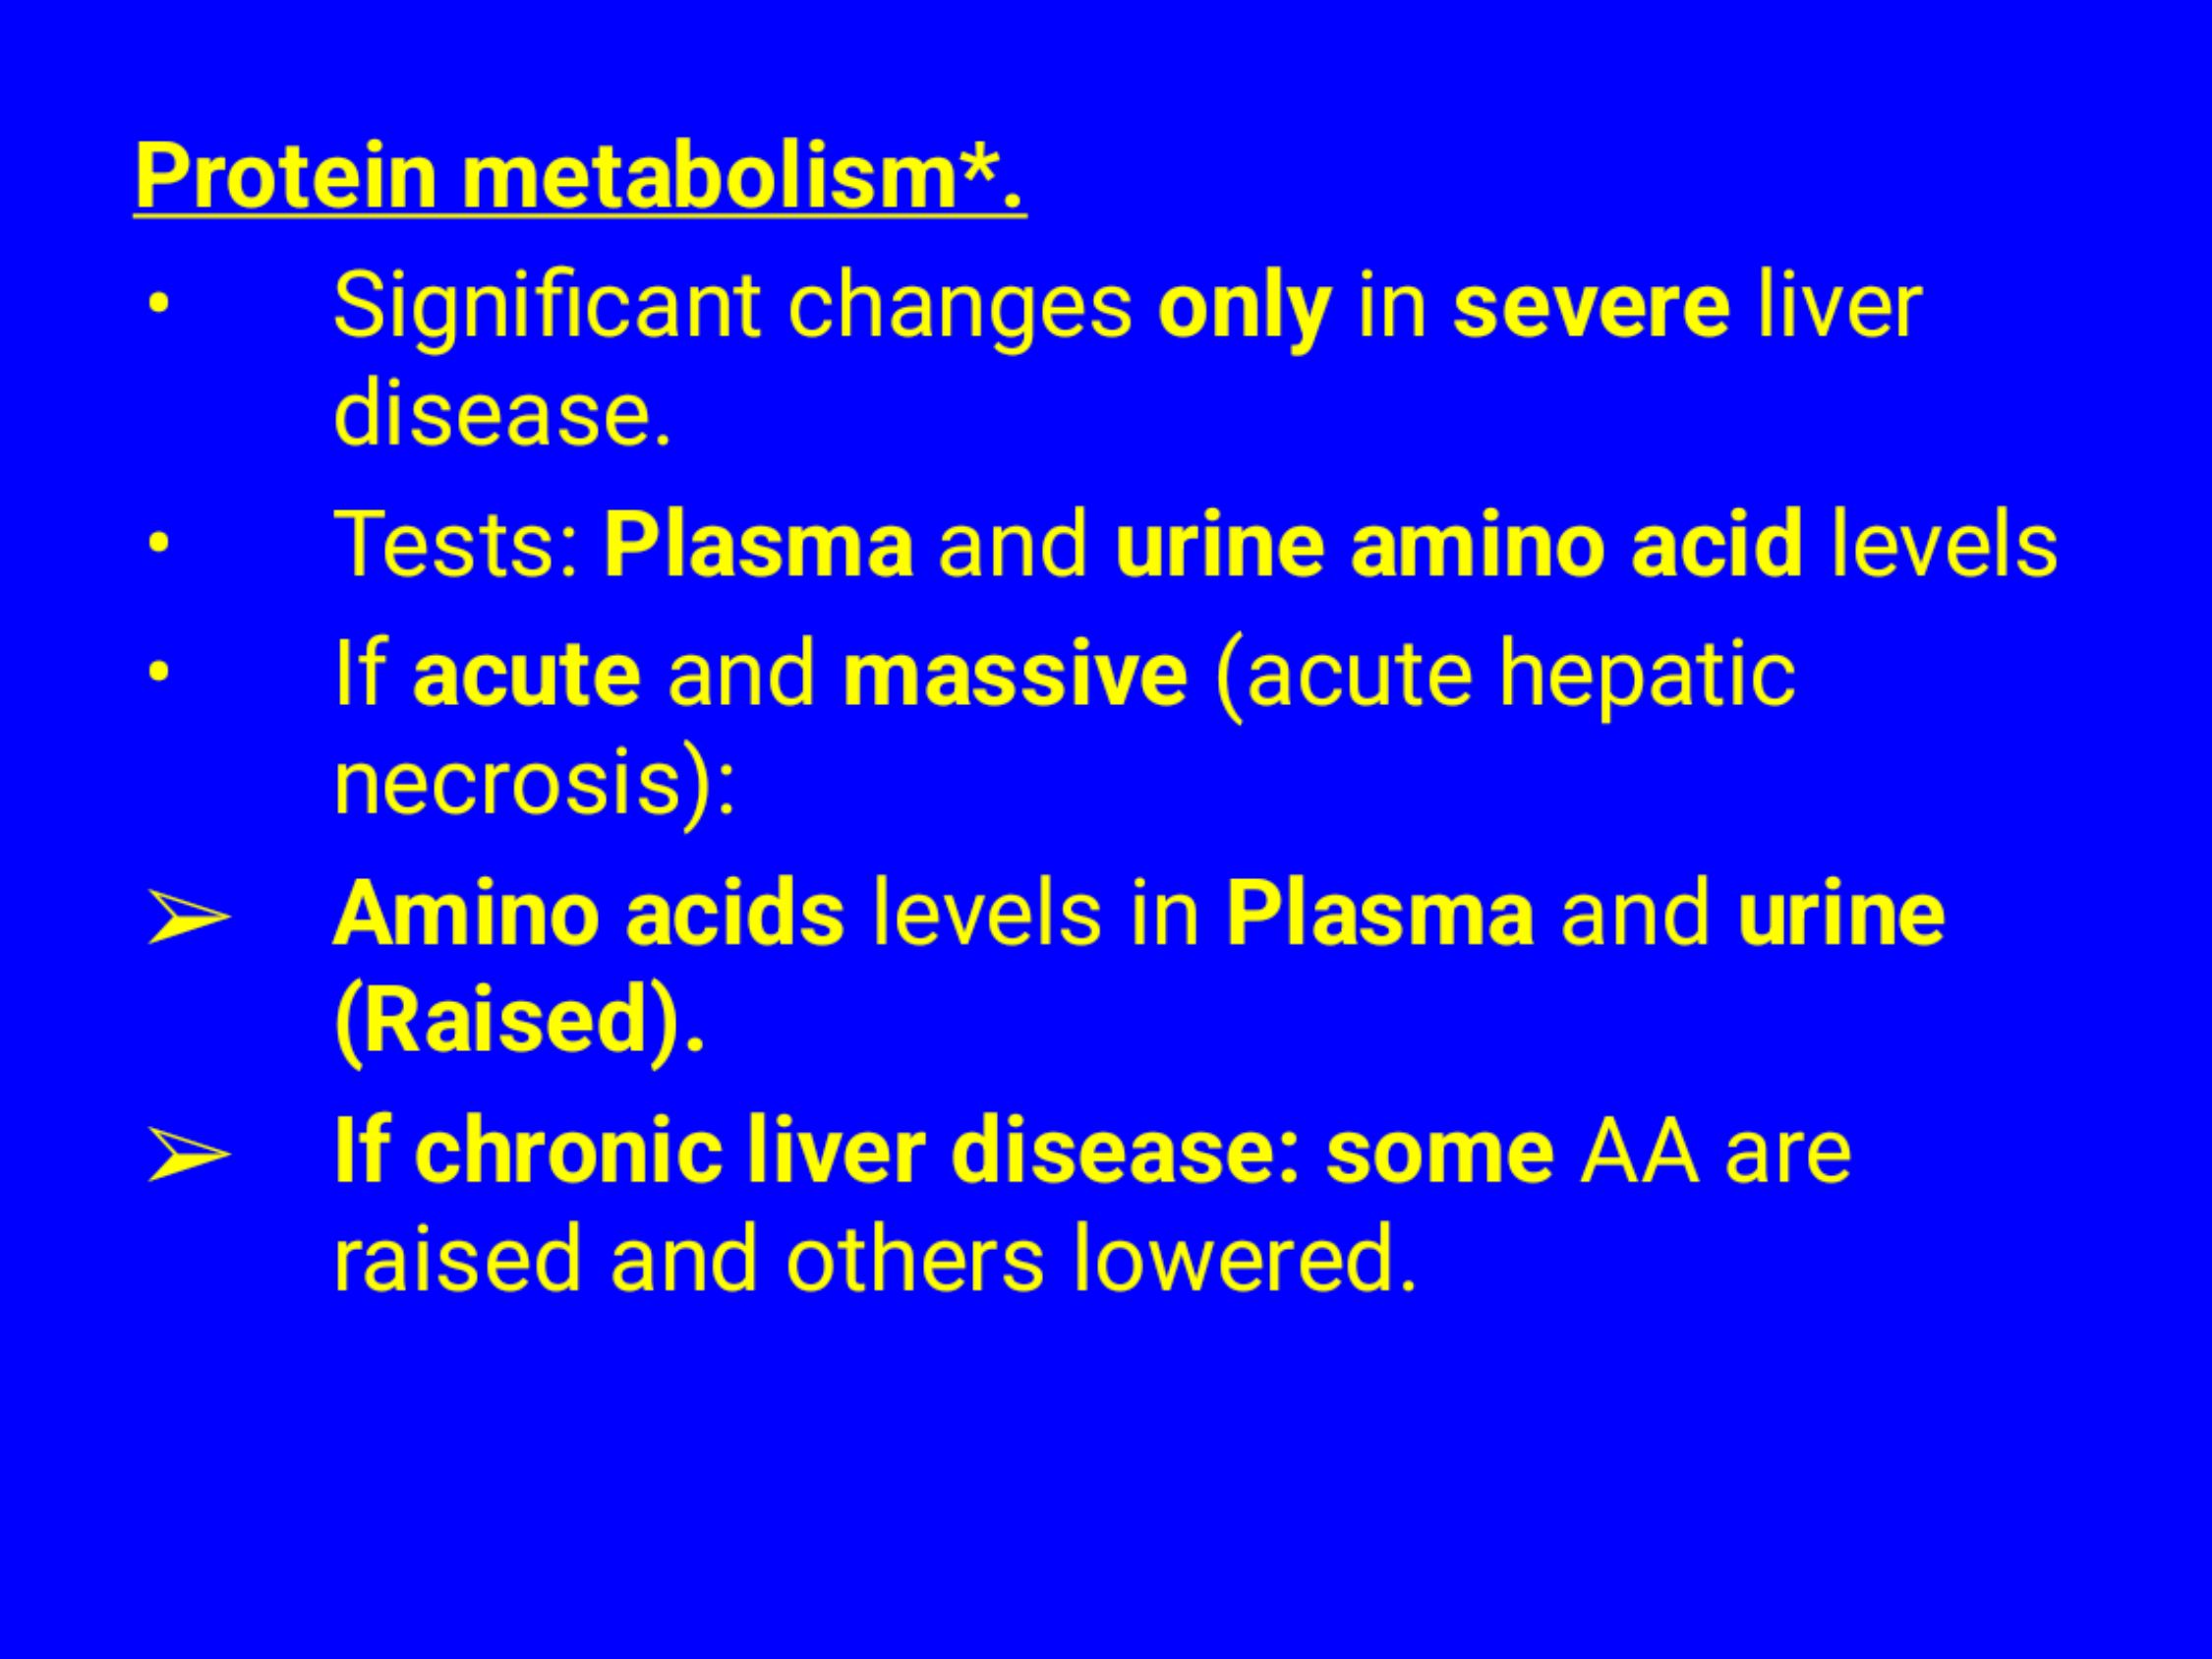 Protein metabolism*.
• Significant changes only in severe liver
disease.
• Tests: Plasma and urine amino acid levels
• If acute and massive (acute hepatic
necrosis):
➢ Amino acids levels in Plasma and urine
(Raised).
➢ If chronic liver disease: some AA are
raised and others lowered.